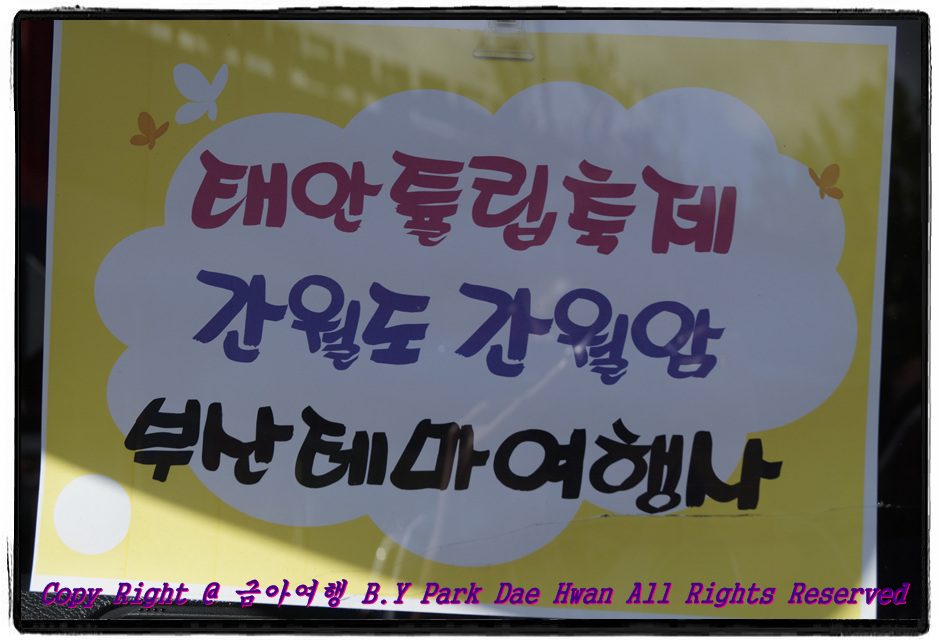 태안튤립축제
간월도 간월암
부산테마여행사
Copy Right @ 금아여행 B.Y Park Dae Hwan All Rights Reserved